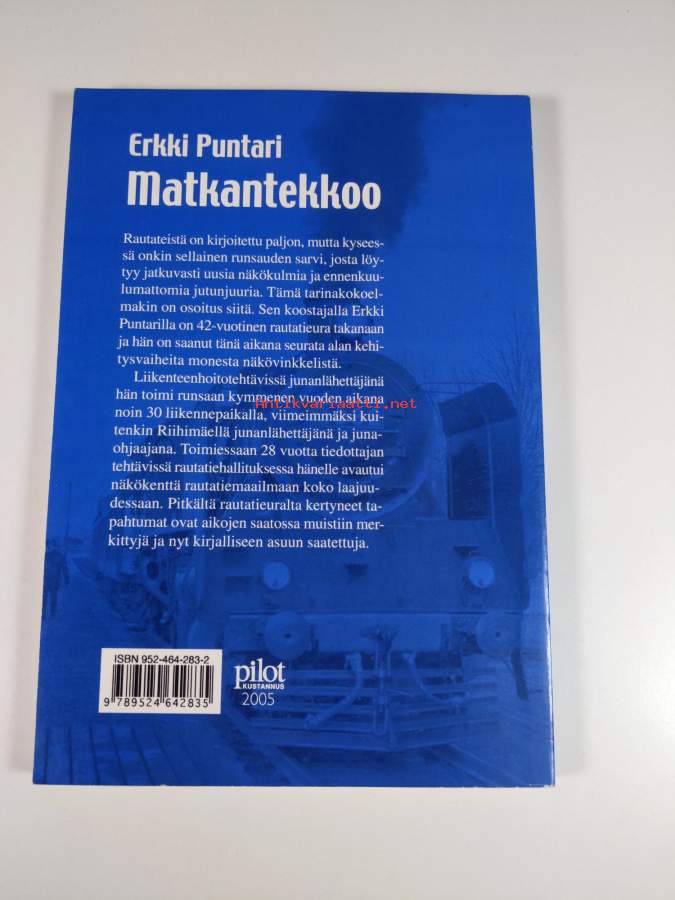 Erkki Puntari
Matkantekkoo
Rautateistä on kirjoitettu paljon, mutta kysees-
sä onkin sellainen runsauden sarvi, josta löy-
tyy jatkuvasti uusia näkökulmia ja ennenkuu-
lumattomia jutunjuuria. Tämä tarinakokoel-
makin on osoitus siitä. Sen koostajalla Erkki
Puntarilla on 42-vuotinen rautatieura takanaan
ja hän on saanut tänä aikana seurata alan kehi-
tysvaiheita monesta näkövinkkelistä.
Liikenteenhoitotehtävissä junanlähettäjänä
hän toimi runsaan kymmenen vuoden aikana
Antikvariaatti.net
noin 30 liikennepaikalla, viimeimmäksi kui-
tenkin Riihimäellä junanlähettäjänä ja juna-
ohjaajana. Toimiessaan 28 vuotta tiedottajan
tehtävissä rautatiehallituksessa hänelle avautui
näkökenttä rautatiemaailmaan koko laajuu-
dessaan. Pitkältä rautatieuralta kertyneet ta-
pahtumat ovat aikojen saatossa muistiin mer-
kittyjä ja nyt kirjalliseen asuun saatettuja.
ISBN 952-464-283-2
9 789524 642835
pilot
KUSTANNUS
2005